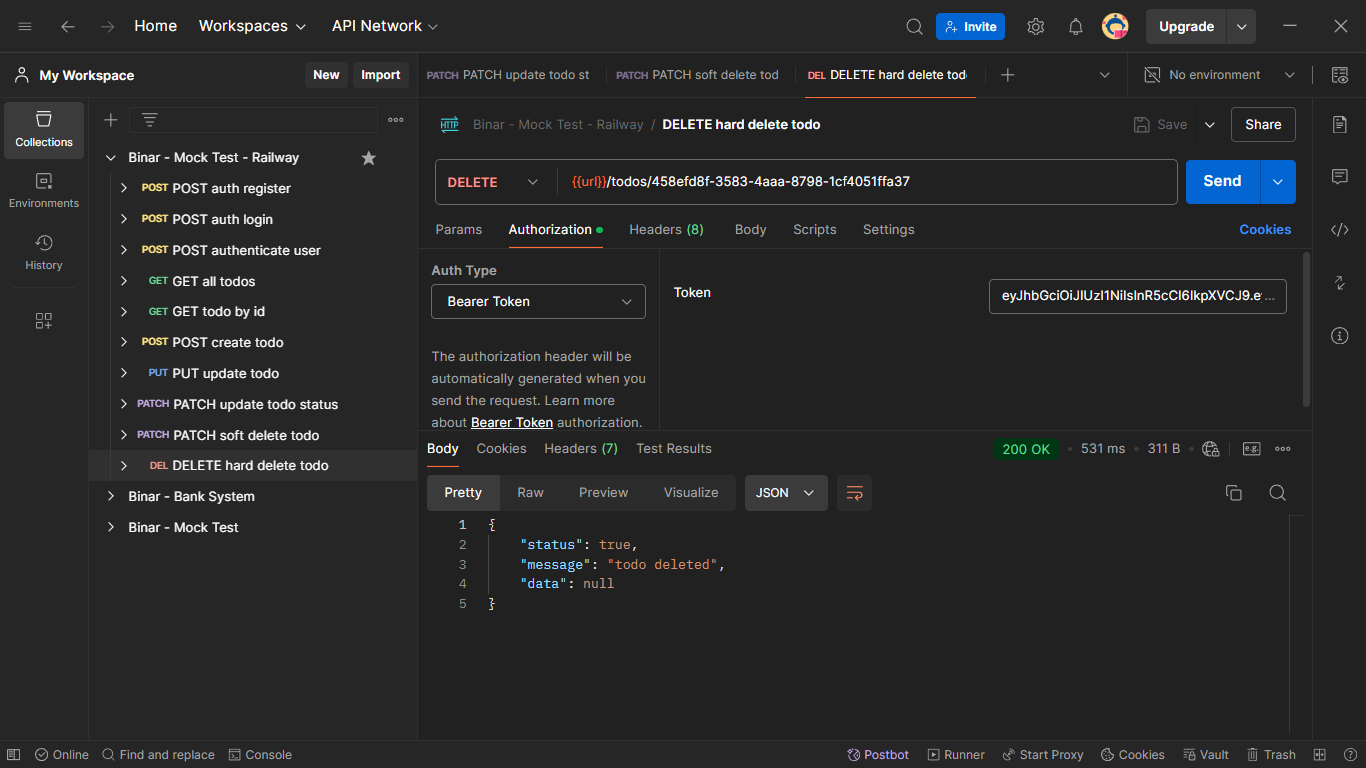 Home Workspaces API Network Invite Upgrade
My Workspace New Import PATCH PATCH update todo st PATCH PATCH soft delete tod DEL DELETE hard delete tod No environment
Collections
Environments
History
Binar - Mock Test - Railway
POST POST auth register
POST POST auth login
POST POST authenticate user
GET GET all todos
GET GET todo by id
POST POST create todo
PUT PUT update todo
PATCH PATCH update todo status
PATCH PATCH soft delete todo
DEL DELETE hard delete todo
Binar - Bank System
Binar - Mock Test
HTTP Binar - Mock Test - Railway / DELETE hard delete todo Save Share
DELETE {{url}}/todos/458efd8f-3583-4aaa-8798-1cf4051ffa37 Send
Params Authorization Headers (8) Body Scripts Settings Cookies
Auth Type
Bearer Token
Token eyJhbGciOiJIUzI1NiIsInR5cCI6IkpXVCJ9.e ...
The authorization header will be
automatically generated when you
send the request. Learn more
about Bearer Token authorization.
Body Cookies Headers (7) Test Results 200 OK 531 ms 311 B e.g.
Pretty Raw Preview Visualize JSON
1 {
2 "status": true,
3 "message": "todo deleted",
4 "data": null
5 }
Online Find and replace Console Postbot Runner Start Proxy Cookies Vault Trash